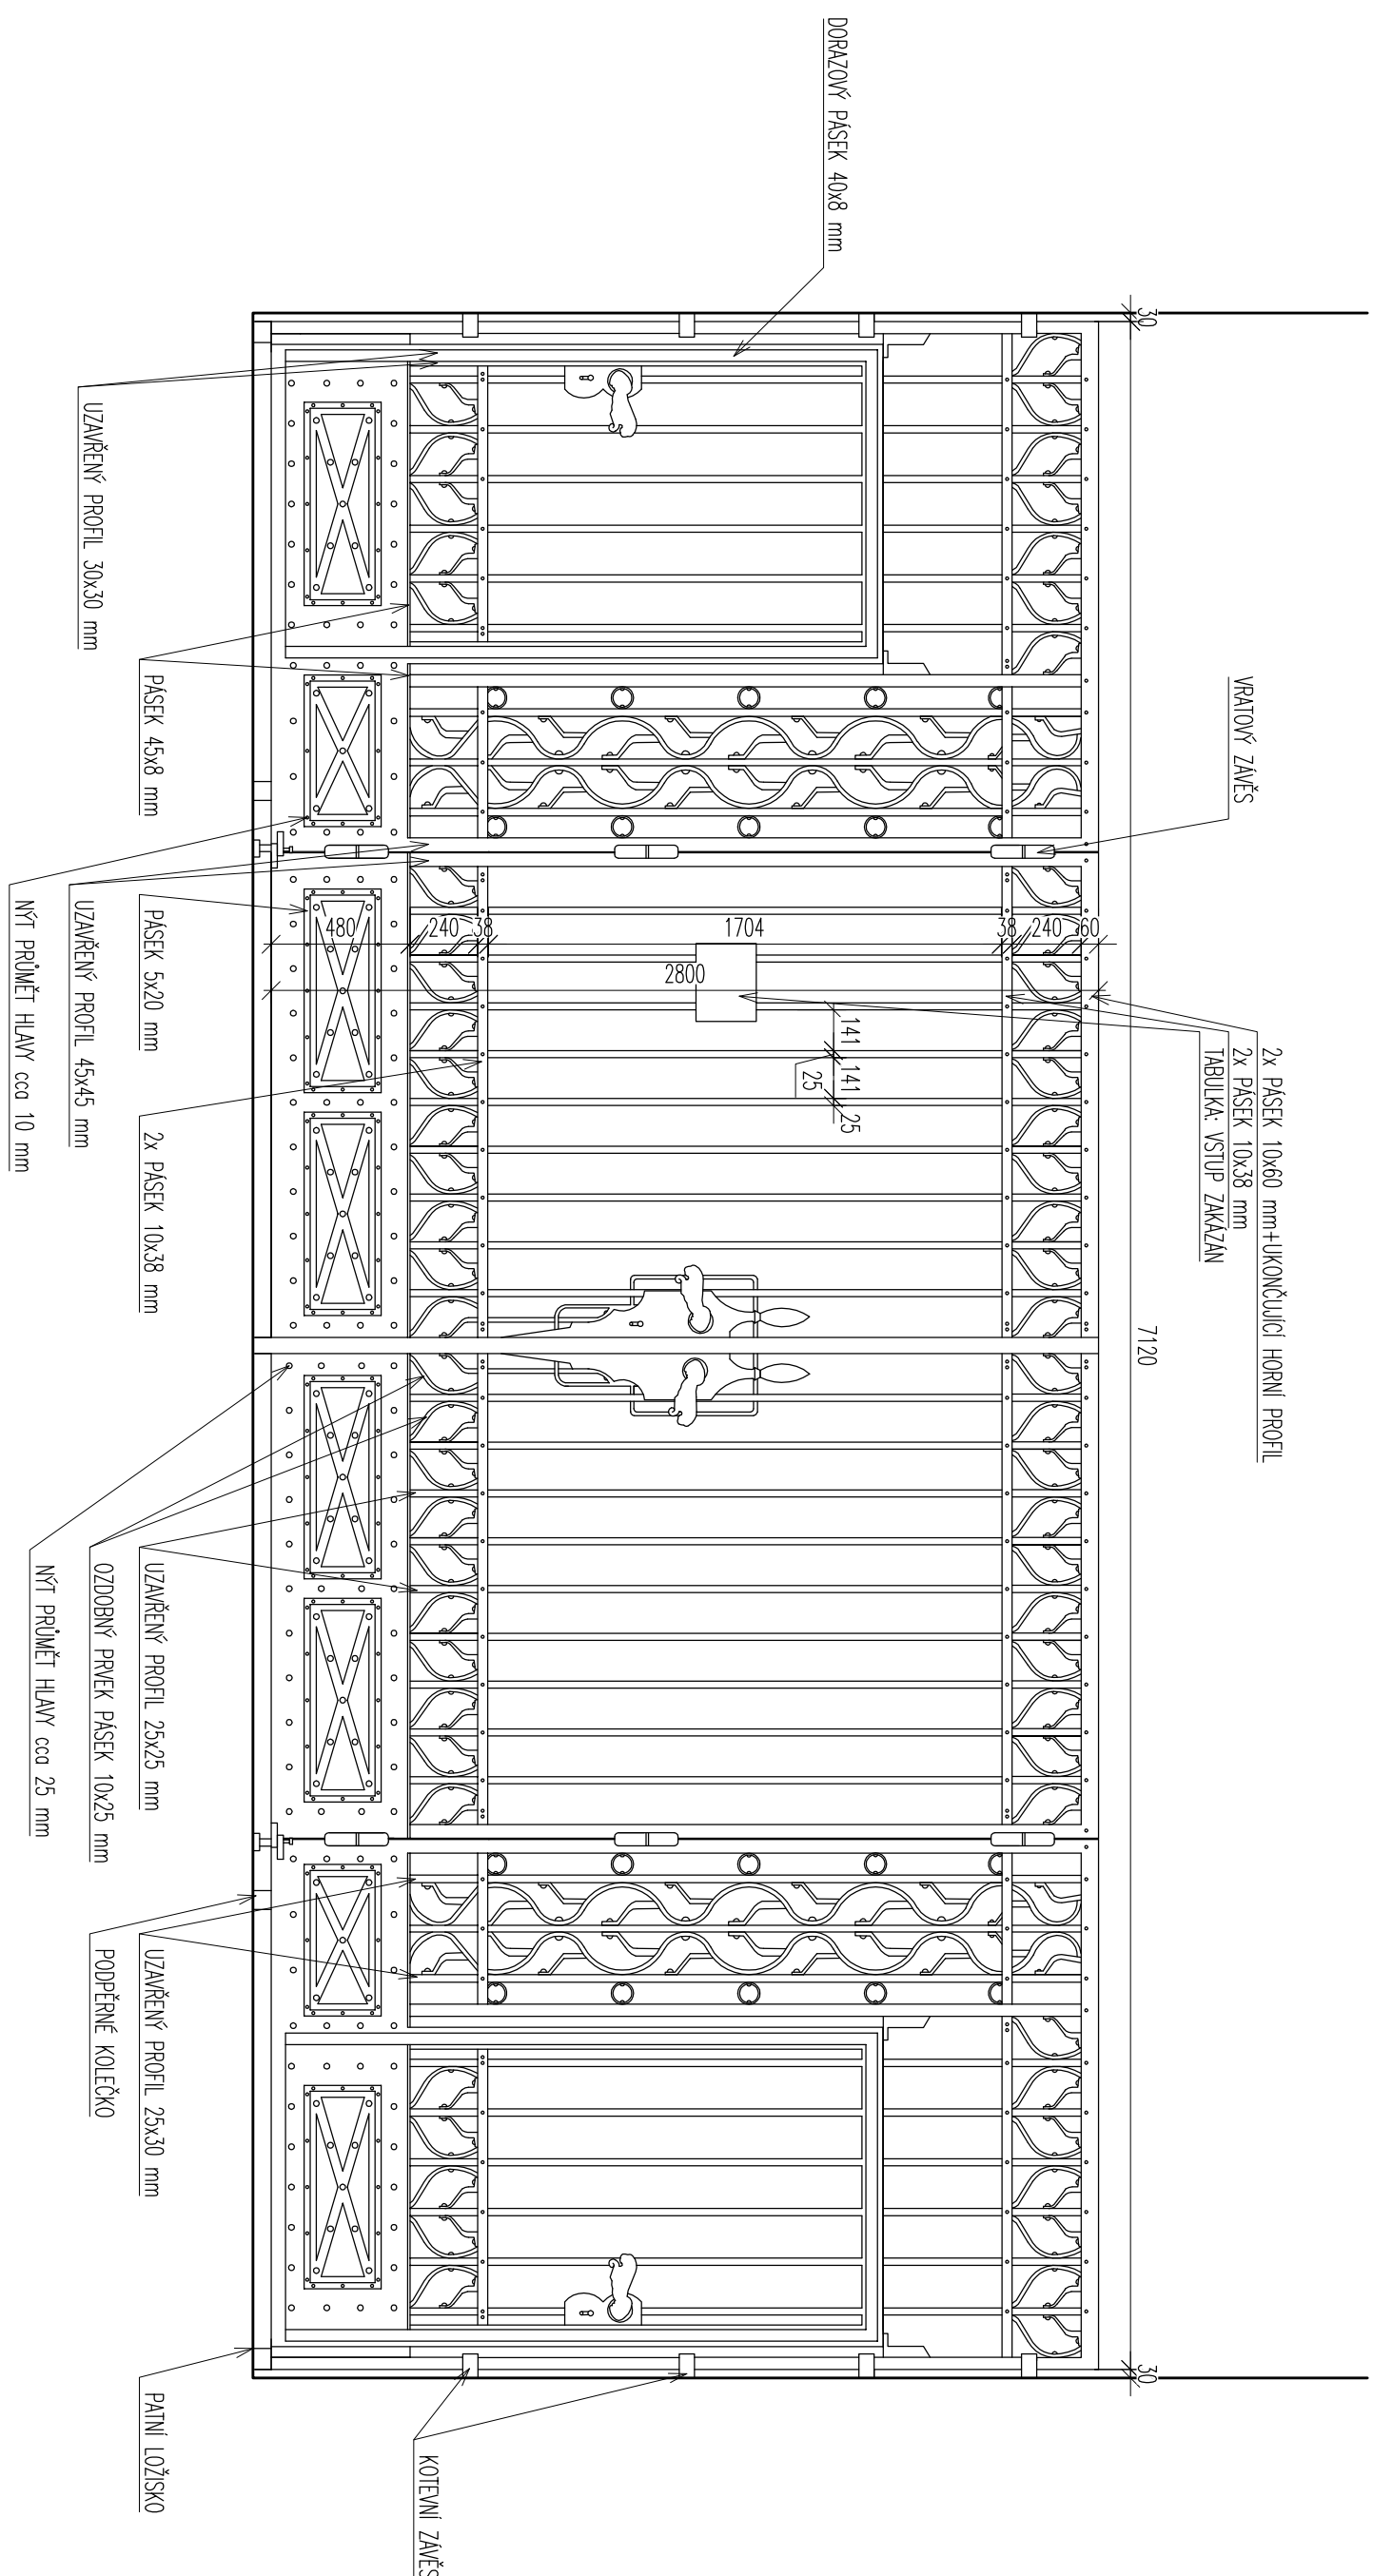 2x PÁSEK 10x60 mm+UKONČUJÍCÍ HORNÍ PROFIL
2x PÁSEK 10x38 mm
TABULKA: VSTUP ZAKÁZÁN
VRATOVÝ ZÁVĚS
30
7120
30
DORAZOVÝ PÁSEK 40x8 mm
60
240
38
1704
38
240
480
2800
141
141
25
25
KOTEVNÍ ZÁVĚS
UZAVŘENÝ PROFIL 30x30 mm
PÁSEK 45x8 mm
PÁSEK 5x20 mm
2x PÁSEK 10x38 mm
UZAVŘENÝ PROFIL 45x45 mm
NÝT PRŮMĚT HLAVY cca 10 mm
UZAVŘENÝ PROFIL 25x25 mm
OZDOBNÝ PRVEK PÁSEK 10x25 mm
NÝT PRŮMĚT HLAVY cca 25 mm
UZAVŘENÝ PROFIL 25x30 mm
PODPĚRNÉ KOLEČKO
PATNÍ LOŽISKO